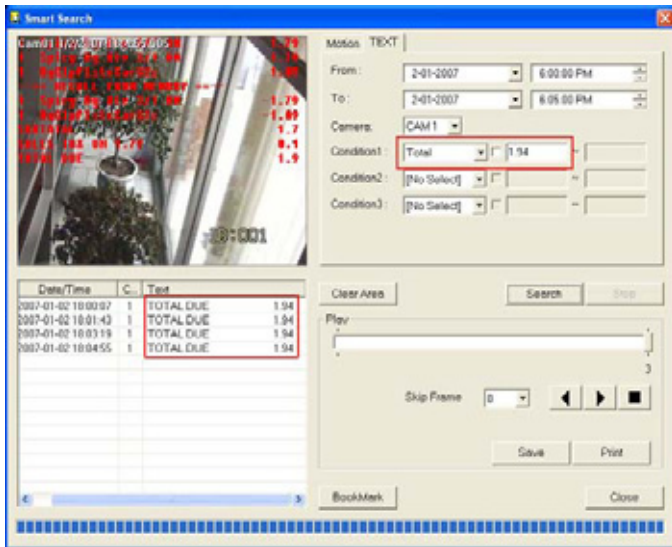 Smart Search
1.79
- 1.79
- 1.89
SUBTOTAL 1.7
0.1
TOTAL DUE 1.9
Motion TEXT
From : 2-01-2007 6:00:00 PM
To : 2-01-2007 6:05:00 PM
Camera: CAM 1
Condition1 : Total 1.94 ~
Condition2 : [No Select] ~
Condition3 : [No Select] ~
Date/Time C.. Text
2007-01-02 18:00:07 1 TOTAL DUE 1.94
2007-01-02 18:01:43 1 TOTAL DUE 1.94
2007-01-02 18:03:19 1 TOTAL DUE 1.94
2007-01-02 18:04:55 1 TOTAL DUE 1.94
Clear Area Search Stop
Play
3
Skip Frame 0
Save Print
BookMark Close